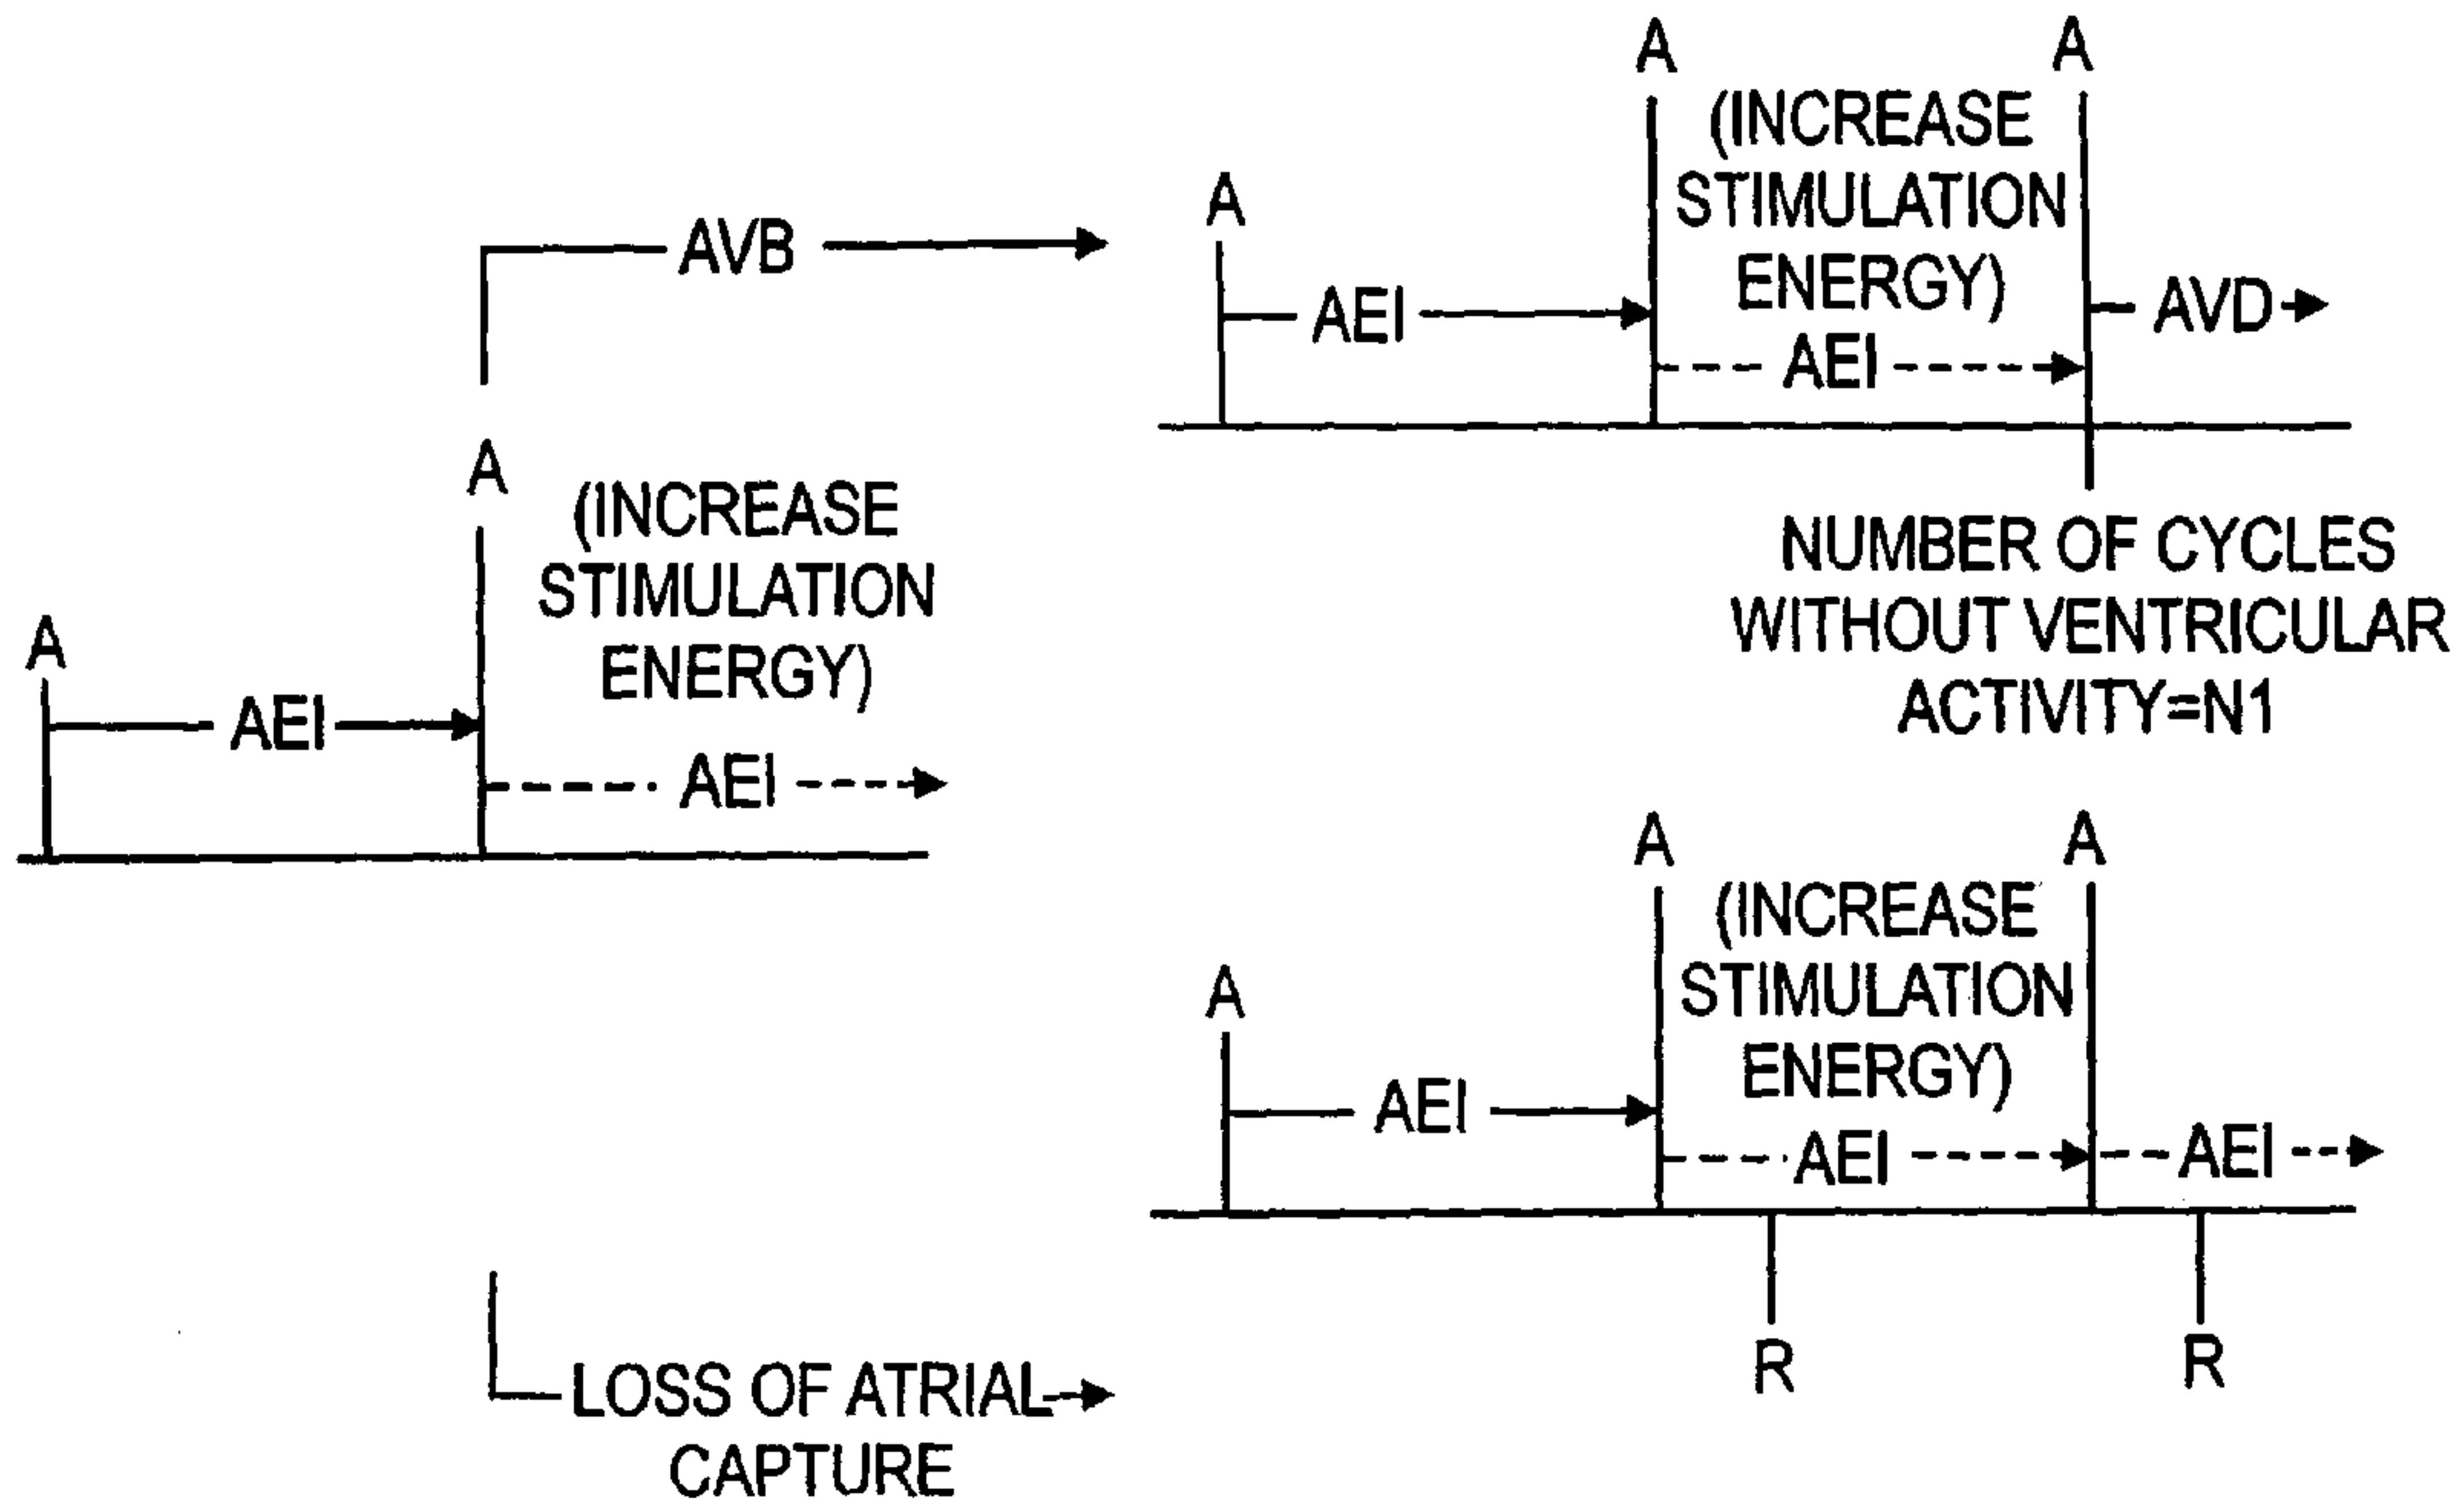 A
AEI
A
(INCREASE
STIMULATION
ENERGY)
AEI
AVB
A
AEI
A
(INCREASE
STIMULATION
ENERGY)
AEI
A
AVD
NUMBER OF CYCLES
WITHOUT VENTRICULAR
ACTIVITY=N1
LOSS OF ATRIAL
CAPTURE
A
AEI
A
(INCREASE
STIMULATION
ENERGY)
AEI
A
AEI
R
R